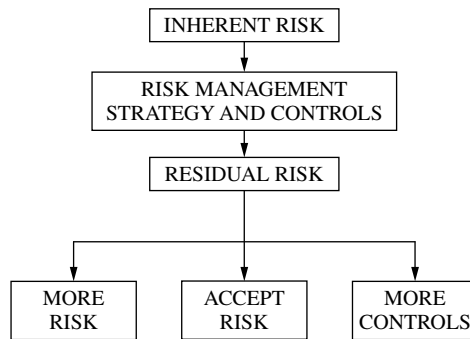 INHERENT RISK
RISK MANAGEMENT
STRATEGY AND CONTROLS
RESIDUAL RISK
MORE
RISK
ACCEPT
RISK
MORE
CONTROLS